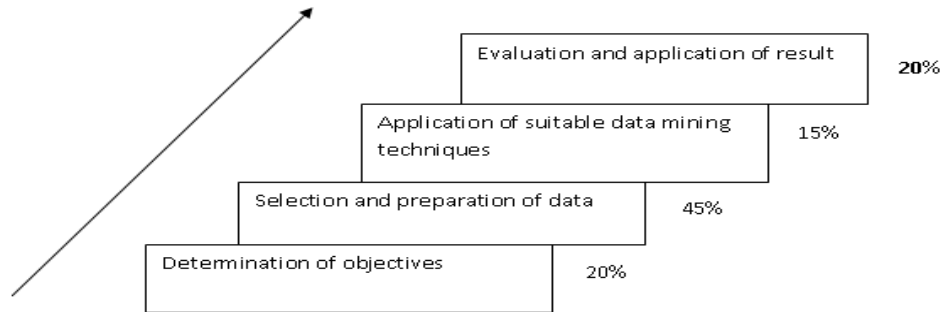 Evaluation and application of result
20%
Application of suitable data mining
techniques
15%
Selection and preparation of data
45%
Determination of objectives
20%